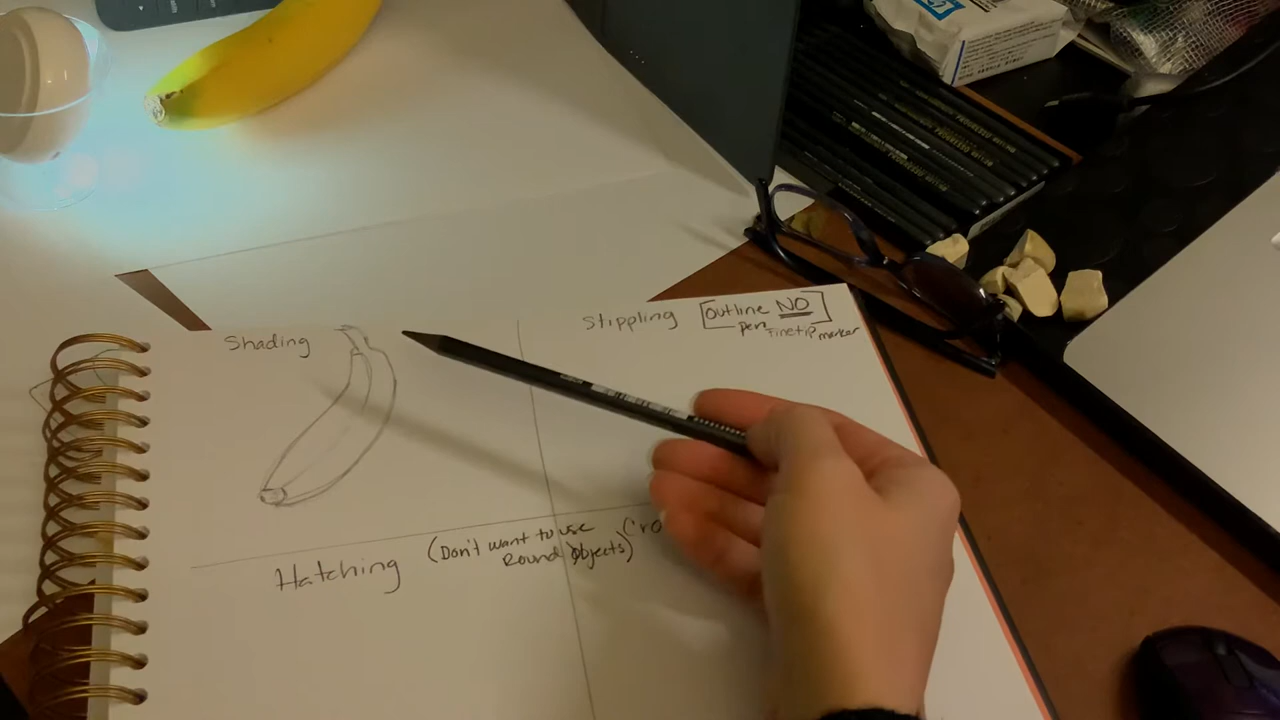 Shading
Stippling [Outline NO]
pen Finetip marker
Hatching (Don't want to use
Round Objects)